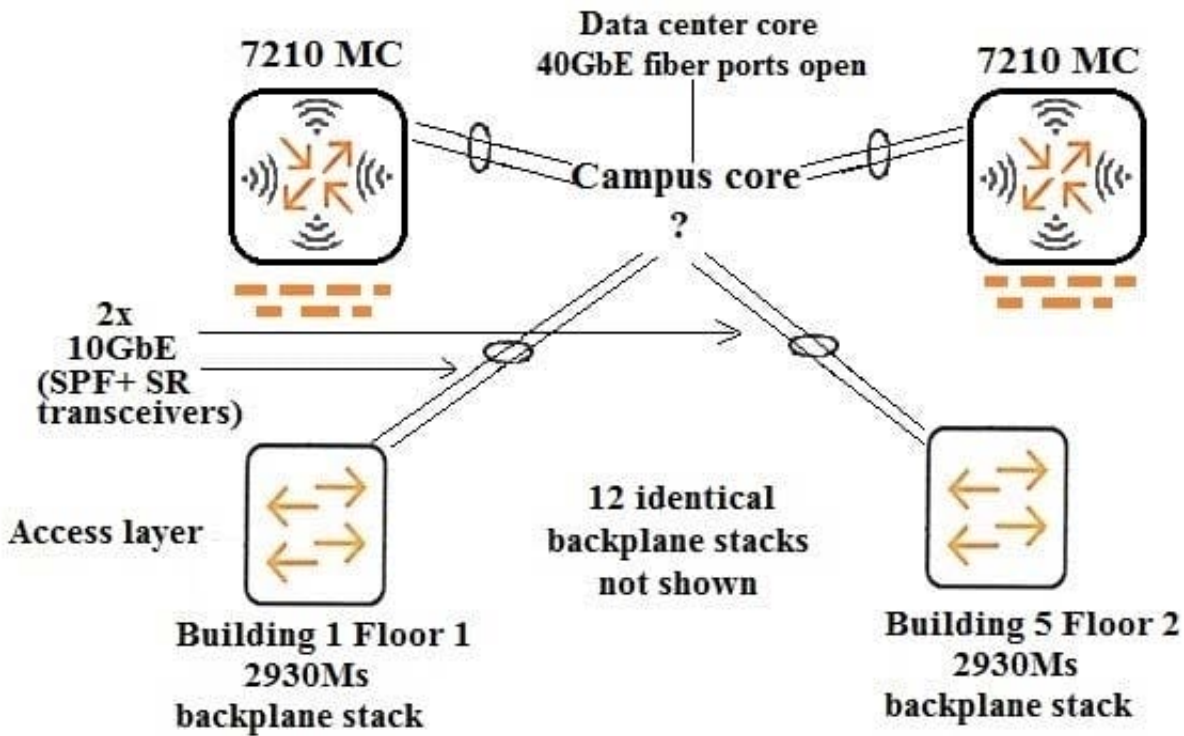 Data center core
40GbE fiber ports open
7210 MC
7210 MC
Campus core
?
2x
10GbE
(SPF+ SR
transceivers)
Access layer
12 identical
backplane stacks
not shown
Building 1 Floor 1
2930Ms
backplane stack
Building 5 Floor 2
2930Ms
backplane stack